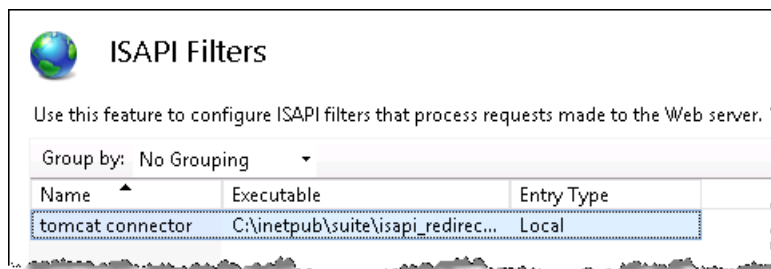 ISAPI Filters
Use this feature to configure ISAPI filters that process requests made to the Web server.
Group by: No Grouping
Name Executable Entry Type
tomcat connector C:\inetpub\suite\isapi_redirec... Local